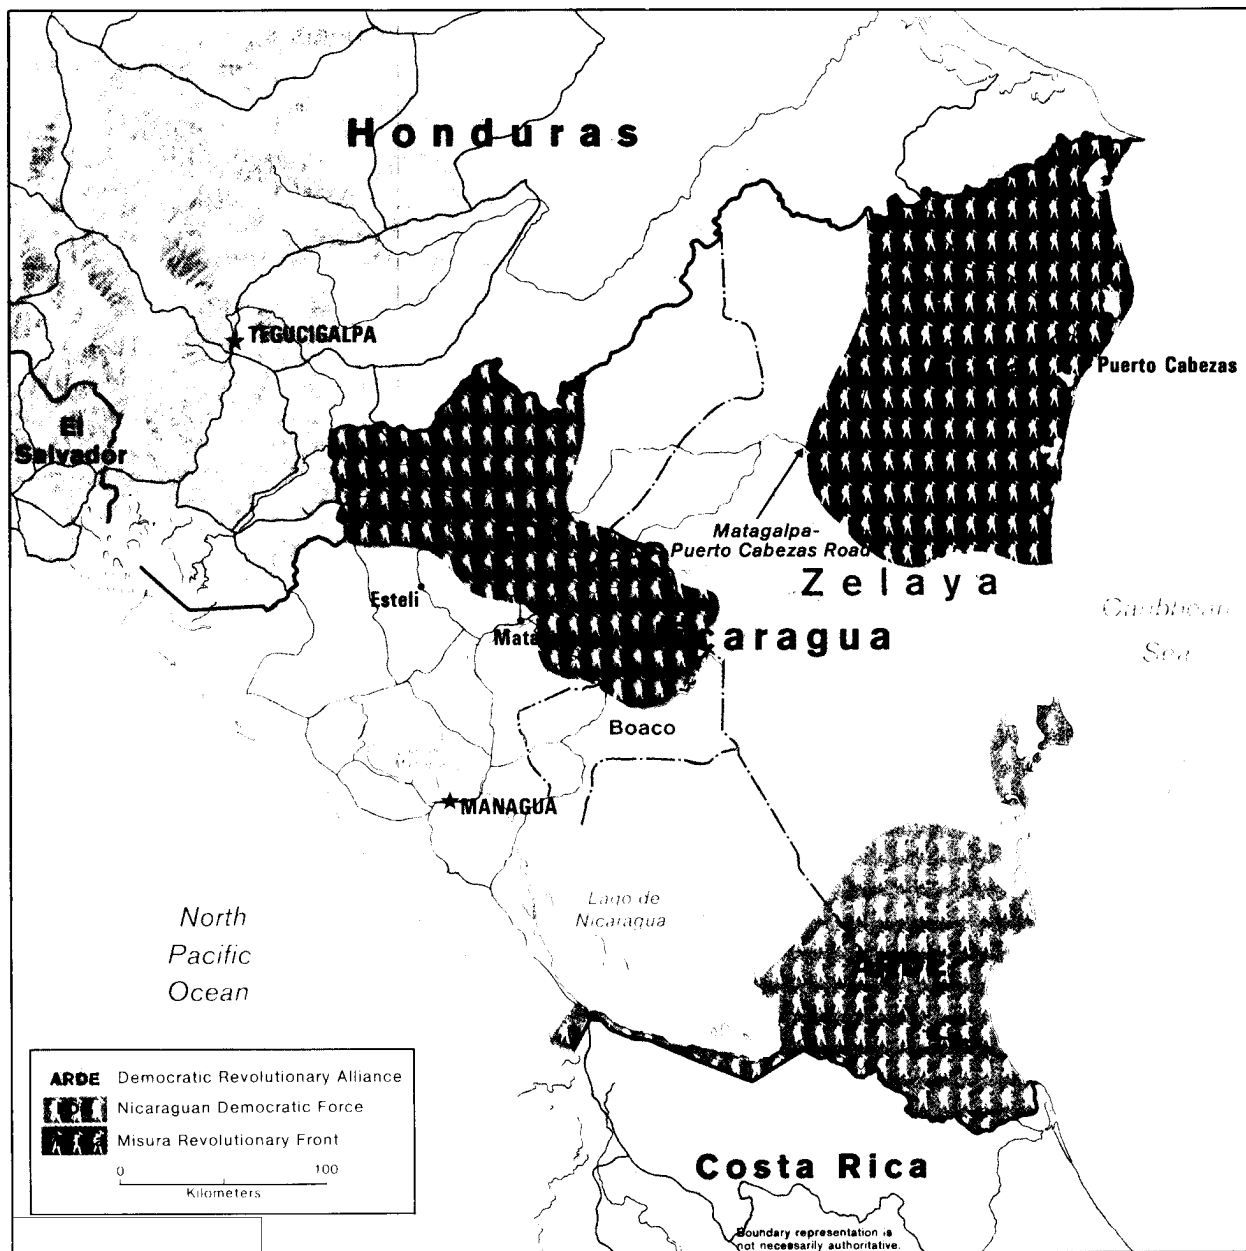 Honduras
TEGUCIGALPA
El
Salvador
Puerto Cabezas
Matagalpa-
Puerto Cabezas Road
Zelaya
Esteli
Caribbean
Sea
Boaco
MANAGUA
Lago de
Nicaragua
North
Pacific
Ocean
ARDE
ARDE Democratic Revolutionary Alliance
Nicaraguan Democratic Force
Misura Revolutionary Front
0 100
Kilometers
Costa Rica
Boundary representation is
not necessarily authoritative.